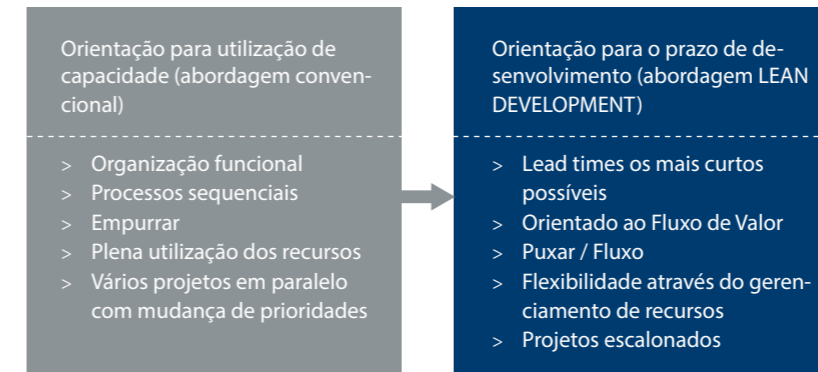 Orientação para utilização de
capacidade (abordagem conven-
cional)
> Organização funcional
> Processos sequenciais
> Empurrar
> Plena utilização dos recursos
> Vários projetos em paralelo
com mudança de prioridades
Orientação para o prazo de de-
senvolvimento (abordagem LEAN
DEVELOPMENT)
> Lead times os mais curtos
possíveis
> Orientado ao Fluxo de Valor
> Puxar / Fluxo
> Flexibilidade através do geren-
ciamento de recursos
> Projetos escalonados